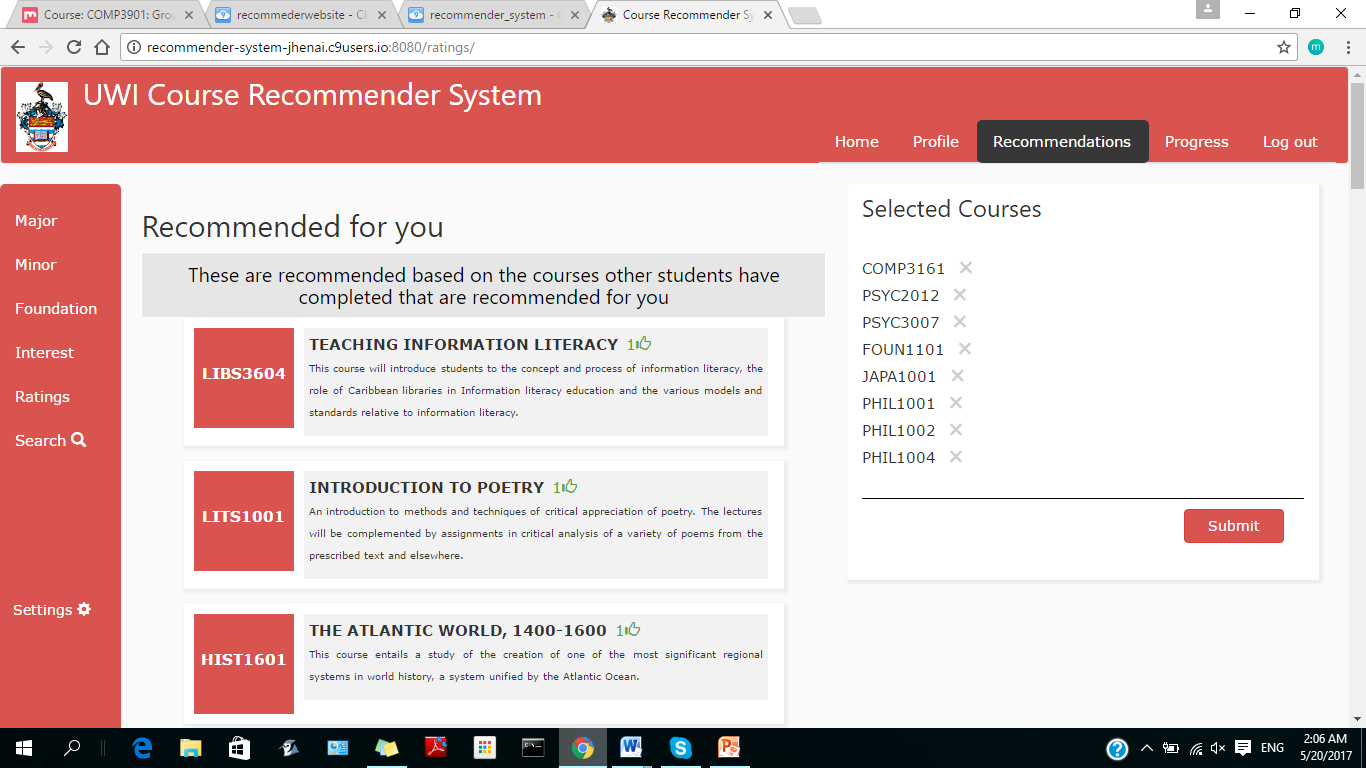 Course: COMP3901: Grou
recommederwebsite - Cl
recommender_system - C
Course Recommender Sy
recommender-system-jhenai.c9users.io:8080/ratings/
m
UWI Course Recommender System
Home
Profile
Recommendations
Progress
Log out
Major
Minor
Foundation
Interest
Ratings
Search
Settings
Recommended for you
These are recommended based on the courses other students have
completed that are recommended for you
LIBS3604
TEACHING INFORMATION LITERACY 1
This course will introduce students to the concept and process of information literacy, the
role of Caribbean libraries in Information literacy education and the various models and
standards relative to information literacy.
LITS1001
INTRODUCTION TO POETRY 1
An introduction to methods and techniques of critical appreciation of poetry. The lectures
will be complemented by assignments in critical analysis of a variety of poems from the
prescribed text and elsewhere.
HIST1601
THE ATLANTIC WORLD, 1400-1600 1
This course entails a study of the creation of one of the most significant regional
systems in world history, a system unified by the Atlantic Ocean.
Selected Courses
COMP3161
PSYC2012
PSYC3007
FOUN1101
JAPA1001
PHIL1001
PHIL1002
PHIL1004
Submit
ENG
2:06 AM
5/20/2017